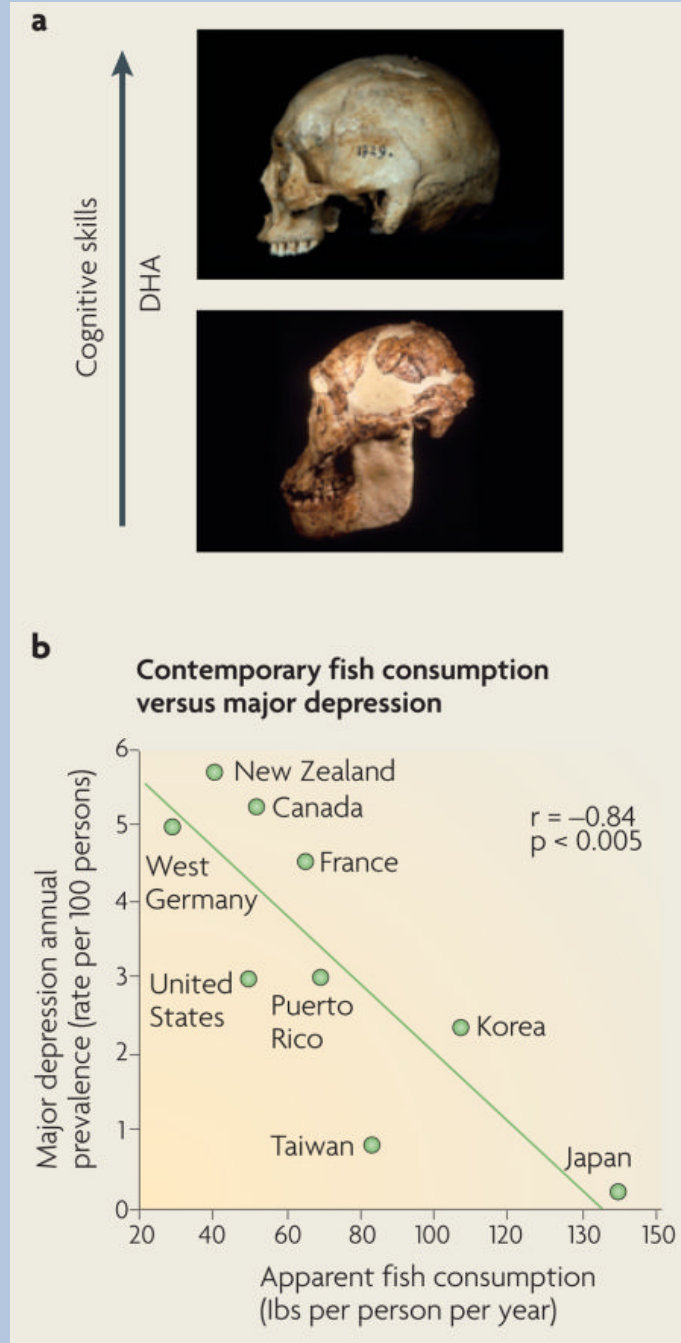 a
Cognitive skills
DHA
1729.
b
Contemporary fish consumption
versus major depression
Major depression annual
prevalence (rate per 100 persons)
6
5
4
3
2
1
0
New Zealand
Canada
r = –0.84
p < 0.005
West
Germany
France
United
States
Puerto
Rico
Korea
Taiwan
Japan
20
40
60
80
100
120
130
150
Apparent fish consumption
(lbs per person per year)